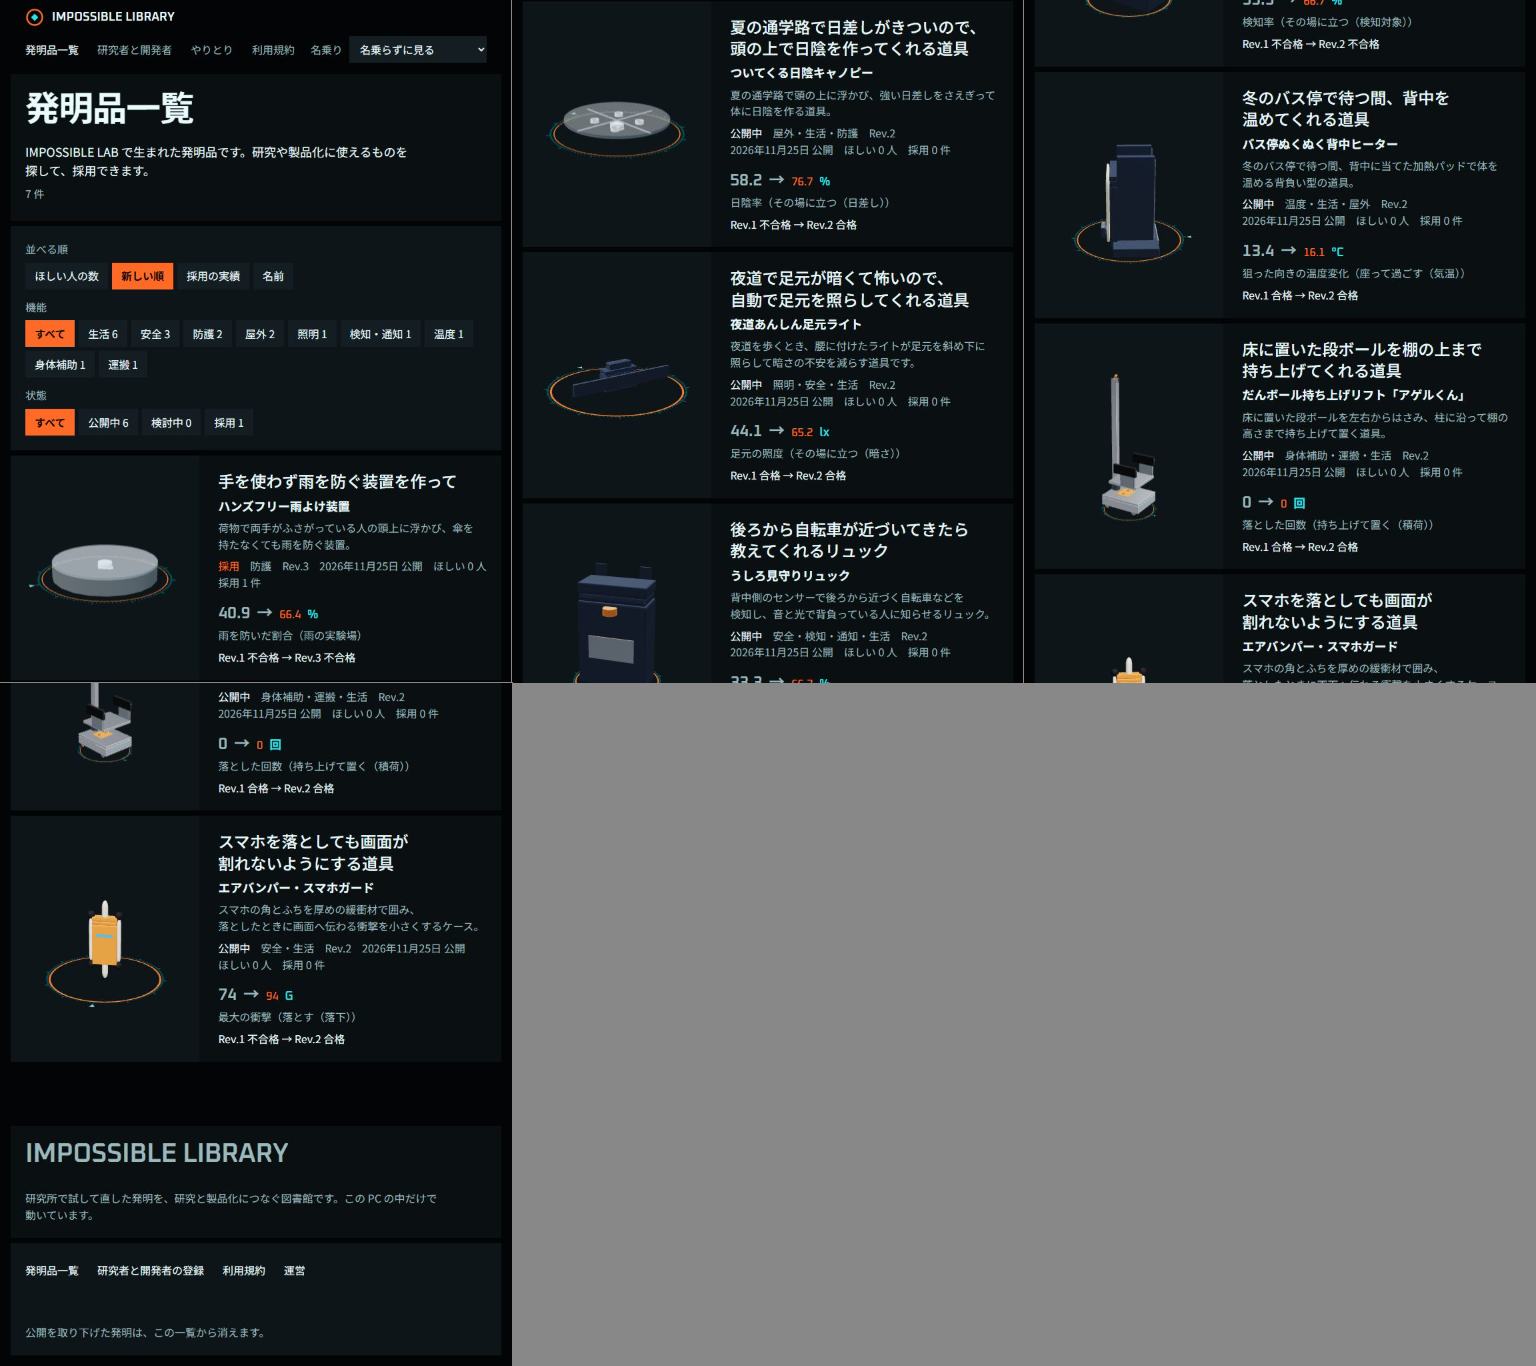 IMPOSSIBLE LIBRARY
発明品一覧 研究者と開発者 やりとり 利用規約 名乗り 名乗らずに見る
発明品一覧
IMPOSSIBLE LAB で生まれた発明品です。研究や製品化に使えるものを
探して、採用できます。
7 件
並べる順
ほしい人の数 新しい順 採用の実績 名前
機能
すべて 生活 6 安全 3 防護 2 屋外 2 照明 1 検知・通知 1 温度 1
身体補助 1 運搬 1
状態
すべて 公開中 6 検討中 0 採用 1
手を使わず雨を防ぐ装置を作って
ハンズフリー雨よけ装置
荷物で両手がふさがっている人の頭上に浮かび、傘を
持たなくても雨を防ぐ装置。
採用 防護 Rev.3 2026年11月25日 公開 ほしい 0 人
採用 1 件
40.9 → 66.4 %
雨を防いだ割合（雨の実験場）
Rev.1 不合格 → Rev.3 不合格
夏の通学路で日差しがきついので、
頭の上で日陰を作ってくれる道具
ついてくる日陰キャノピー
夏の通学路で頭の上に浮かび、強い日差しをさえぎって
体に日陰を作る道具。
公開中 屋外・生活・防護 Rev.2
2026年11月25日 公開 ほしい 0 人 採用 0 件
58.2 → 76.7 %
日陰率（その場に立つ（日差し））
Rev.1 不合格 → Rev.2 合格
夜道で足元が暗くて怖いので、
自動で足元を照らしてくれる道具
夜道あんしん足元ライト
夜道を歩くとき、腰に付けたライトが足元を斜め下に
照らして暗さの不安を減らす道具です。
公開中 照明・安全・生活 Rev.2
2026年11月25日 公開 ほしい 0 人 採用 0 件
44.1 → 65.2 lx
足元の照度（その場に立つ（暗さ））
Rev.1 合格 → Rev.2 合格
後ろから自転車が近づいてきたら
教えてくれるリュック
うしろ見守りリュック
背中側のセンサーで後ろから近づく自転車などを
検知し、音と光で背負っている人に知らせるリュック。
公開中 安全・検知・通知・生活 Rev.2
2026年11月25日 公開 ほしい 0 人 採用 0 件
検知率（その場に立つ（検知対象））
Rev.1 不合格 → Rev.2 不合格
冬のバス停で待つ間、背中を
温めてくれる道具
バス停ぬくぬく背中ヒーター
冬のバス停で待つ間、背中に当てた加熱パッドで体を
温める背負い型の道具。
公開中 温度・生活・屋外 Rev.2
2026年11月25日 公開 ほしい 0 人 採用 0 件
13.4 → 16.1 °C
狙った向きの温度変化（座って過ごす（気温））
Rev.1 合格 → Rev.2 合格
床に置いた段ボールを棚の上まで
持ち上げてくれる道具
だんボール持ち上げリフト「アゲルくん」
床に置いた段ボールを左右からはさみ、柱に沿って棚の
高さまで持ち上げて置く道具。
公開中 身体補助・運搬・生活 Rev.2
2026年11月25日 公開 ほしい 0 人 採用 0 件
0 → 0 回
落とした回数（持ち上げて置く（積荷））
Rev.1 合格 → Rev.2 合格
スマホを落としても画面が
割れないようにする道具
エアバンパー・スマホガード
スマホの角とふちを厚めの緩衝材で囲み、
公開中 身体補助・運搬・生活 Rev.2
2026年11月25日 公開 ほしい 0 人 採用 0 件
0 → 0 回
落とした回数（持ち上げて置く（積荷））
Rev.1 合格 → Rev.2 合格
スマホを落としても画面が
割れないようにする道具
エアバンパー・スマホガード
スマホの角とふちを厚めの緩衝材で囲み、
落としたときに画面へ伝わる衝撃を小さくするケース。
公開中 安全・生活 Rev.2 2026年11月25日 公開
ほしい 0 人 採用 0 件
74 → 94 G
最大の衝撃（落とす（落下））
Rev.1 不合格 → Rev.2 合格
IMPOSSIBLE LIBRARY
研究所で試して直した発明を、研究と製品化につなぐ図書館です。この PC の中だけで
動いています。
発明品一覧 研究者と開発者の登録 利用規約 運営
公開を取り下げた発明は、この一覧から消えます。